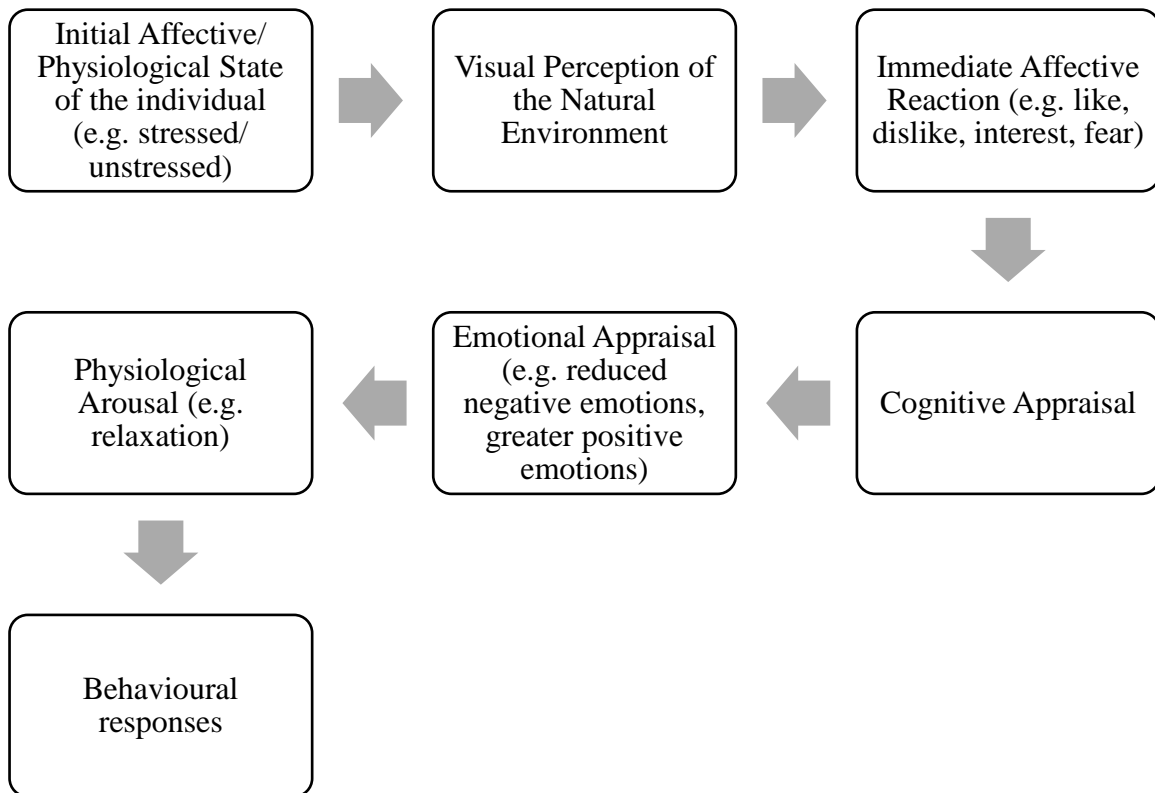 Initial Affective/
Physiological State
of the individual
(e.g. stressed/
unstressed)
Visual Perception of
the Natural
Environment
Immediate Affective
Reaction (e.g. like,
dislike, interest, fear)
Cognitive Appraisal
Emotional Appraisal
(e.g. reduced
negative emotions,
greater positive
emotions)
Physiological
Arousal (e.g.
relaxation)
Behavioural
responses